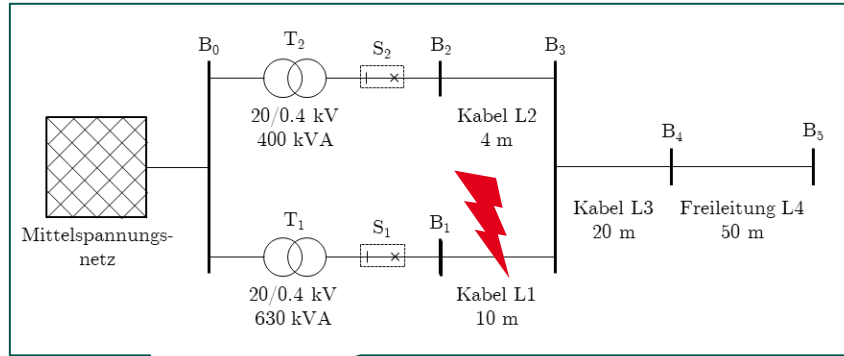 B₀
T₂
S₂
B₂
B₃
20/0.4 kV
400 kVA
Kabel L2
4 m
B₄
B₅
Mittelspannungs-
netz
T₁
S₁
B₁
Kabel L3
20 m
Freileitung L4
50 m
20/0.4 kV
630 kVA
Kabel L1
10 m